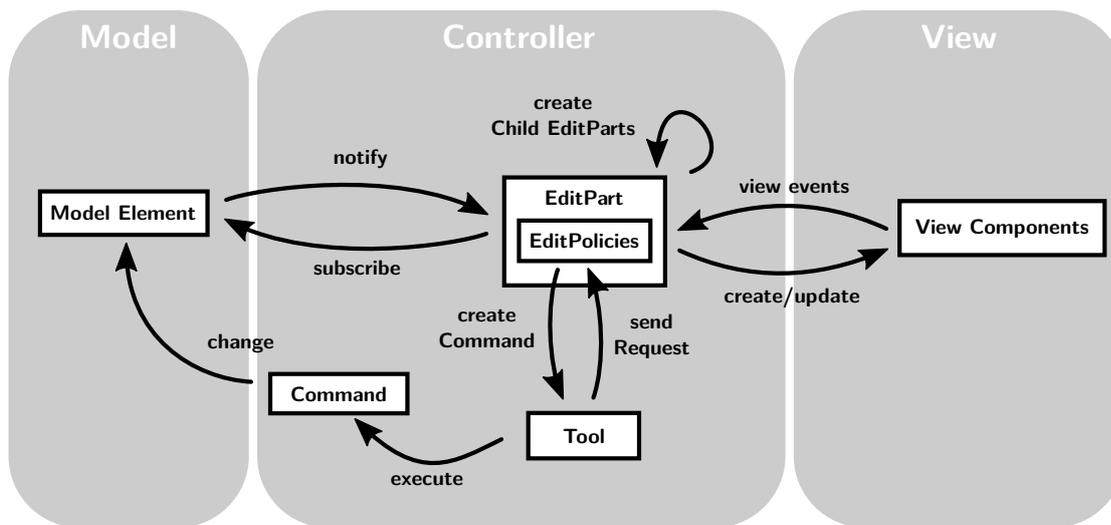 Model
Controller
View
create
Child EditParts
notify
view events
Model Element
EditPart
EditPolicies
View Components
subscribe
create/update
create
Command
send
Request
change
Command
Tool
execute